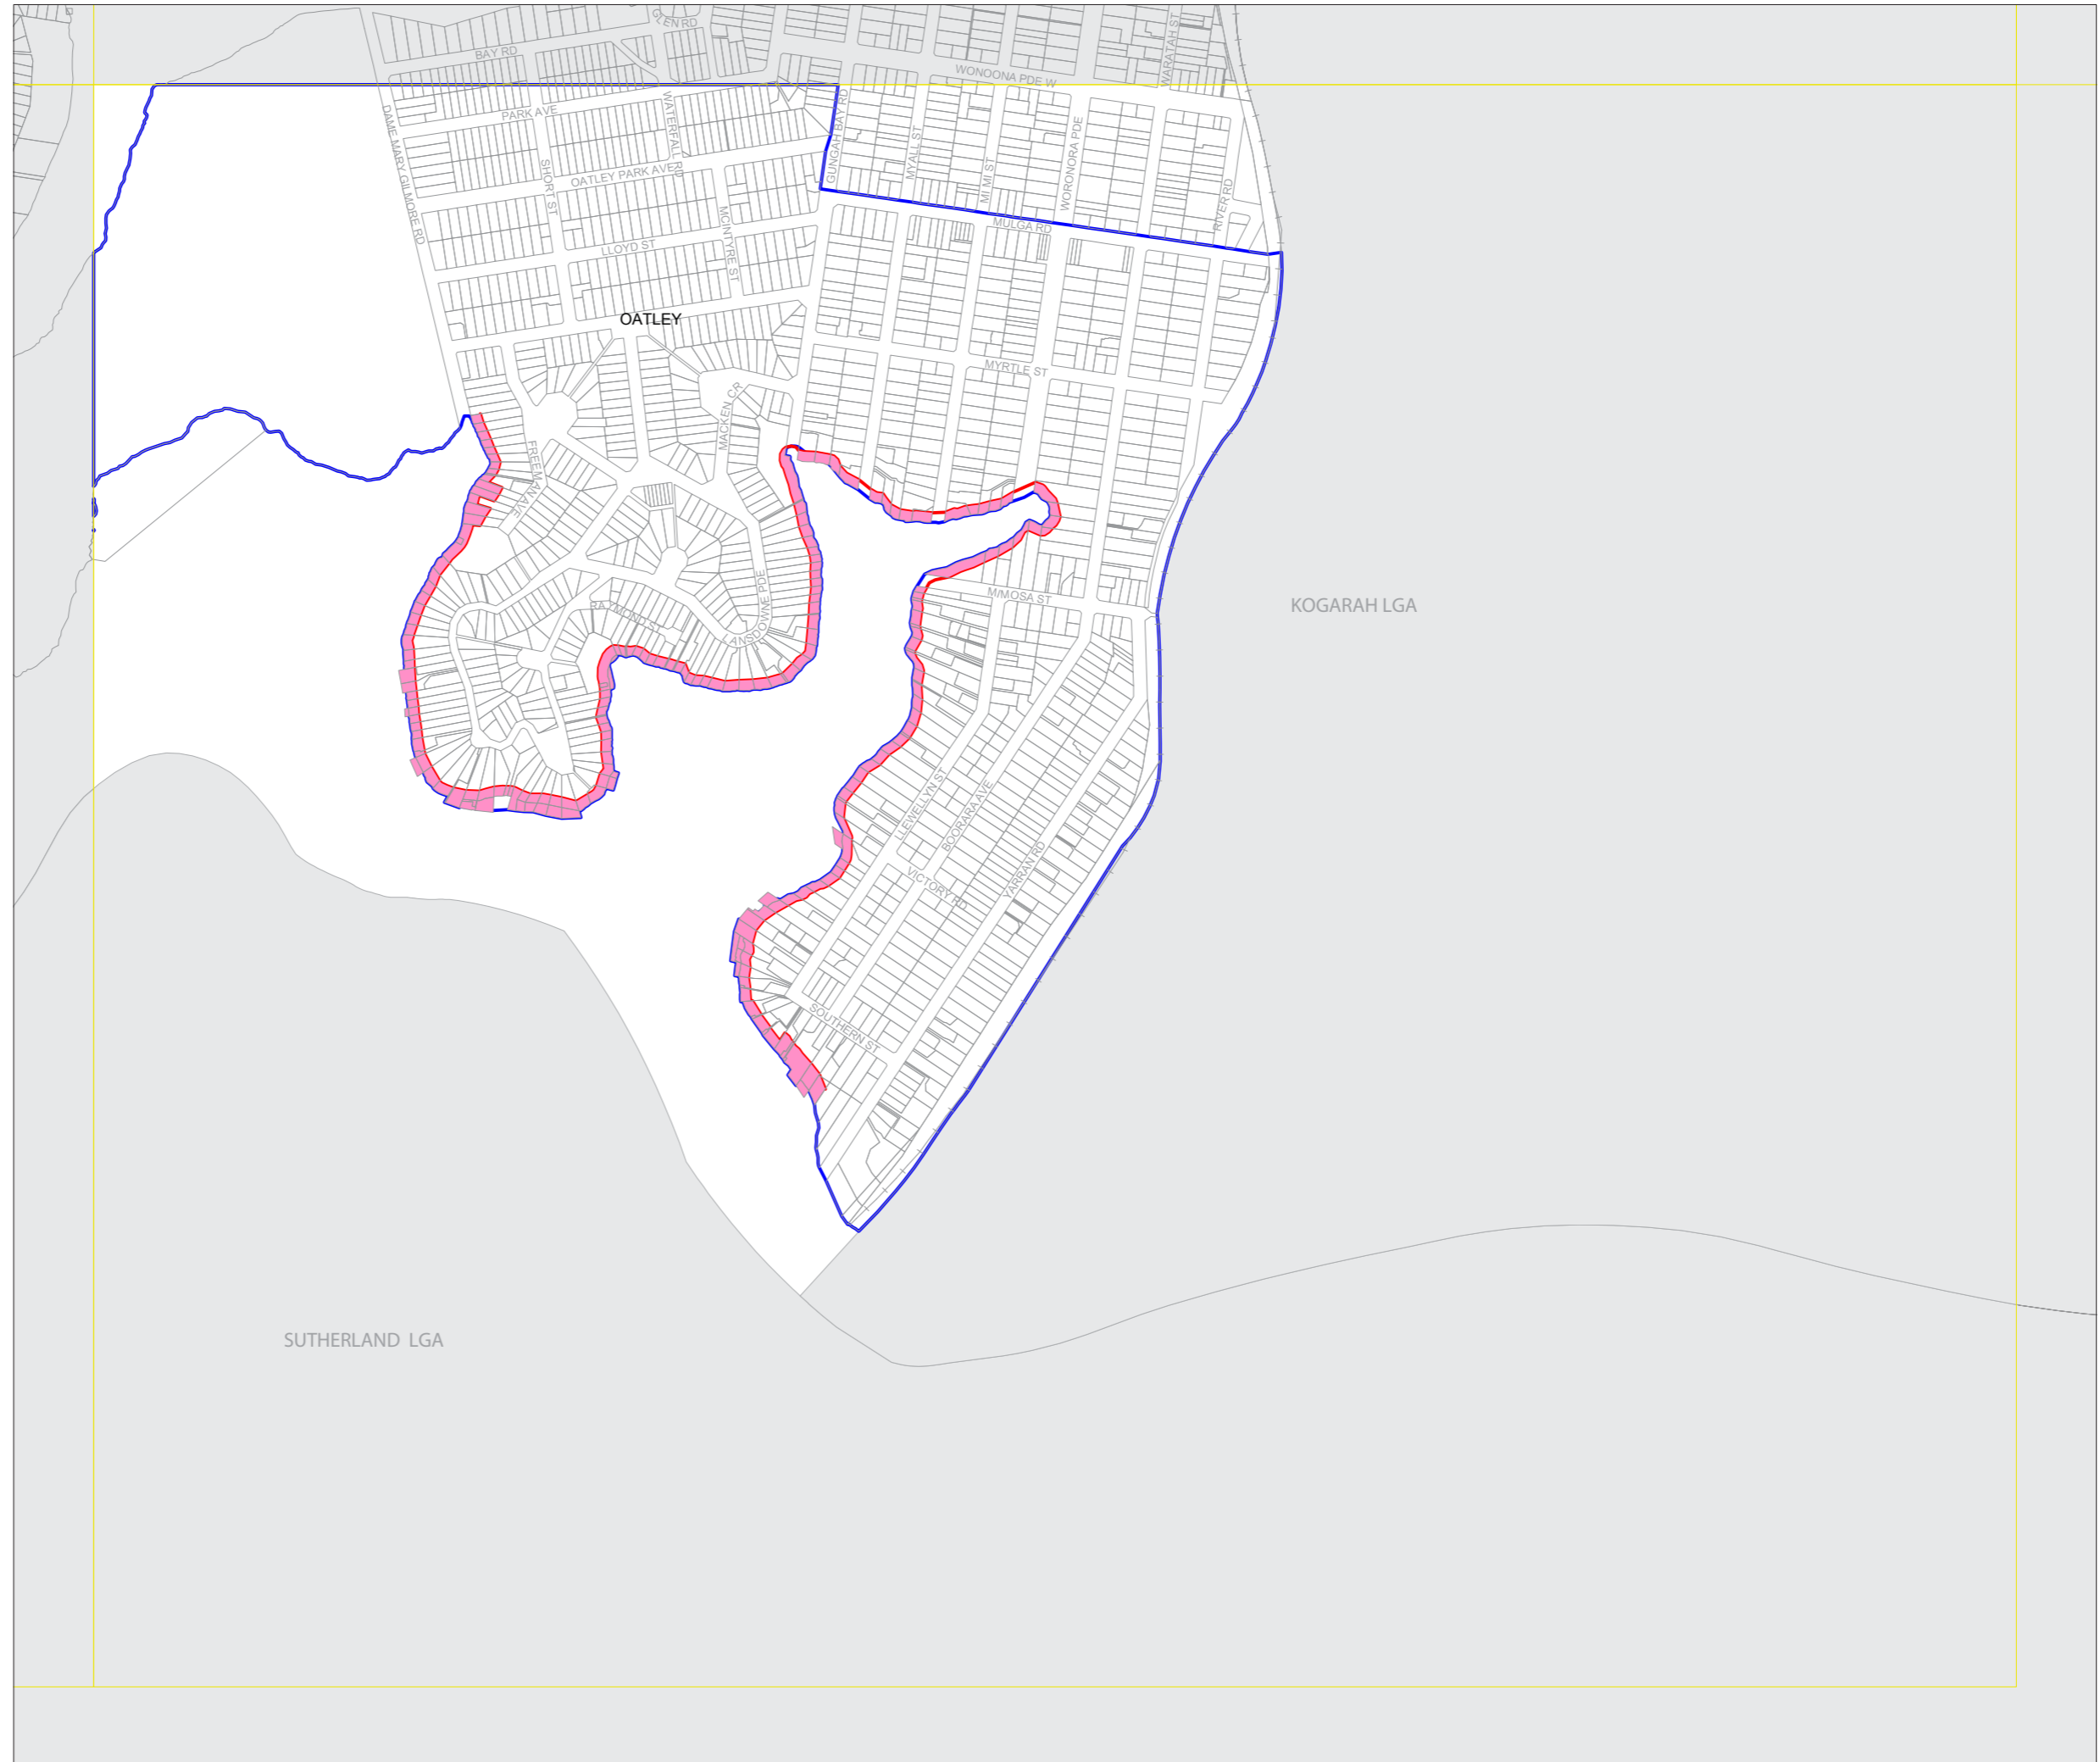 GLEN RD
WARATAH ST
BAY RD
WONOONA PDE W
PARK AVE
DAME MARY GILMORE RD
WATERFALL RD
GUNGAH BAY RD
MYALL ST
MI MI ST
WORONORA PDE
SHORT ST
OATLEY PARK AVE
RIVER RD
MCINTYRE ST
MULGA RD
LLOYD ST
OATLEY
MYRTLE ST
MACKEN CR
FREEMAN AVE
LANSDOWNE PDE
MIMOSA ST
RAYMOND ST
KOGARAH LGA
LLEWELLYN ST
BOORARA AVE
YARRAN RD
VICTORY RD
SOUTHERN ST
SUTHERLAND LGA